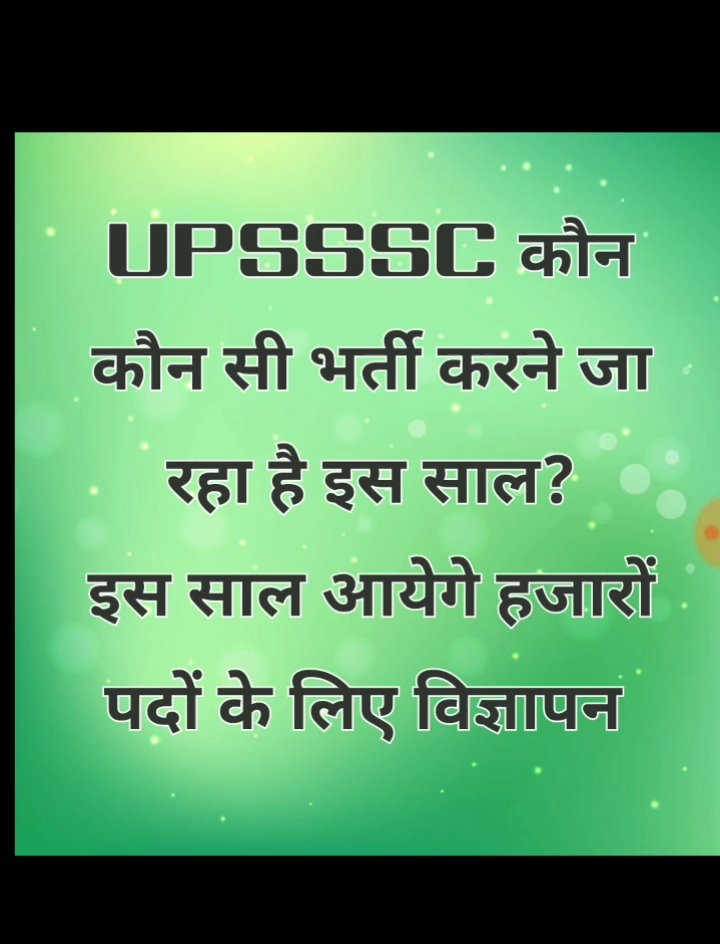 UPSSSC कौन
कौन सी भर्ती करने जा
रहा है इस साल?
इस साल आयेगे हजारों
पदों के लिए विज्ञापन